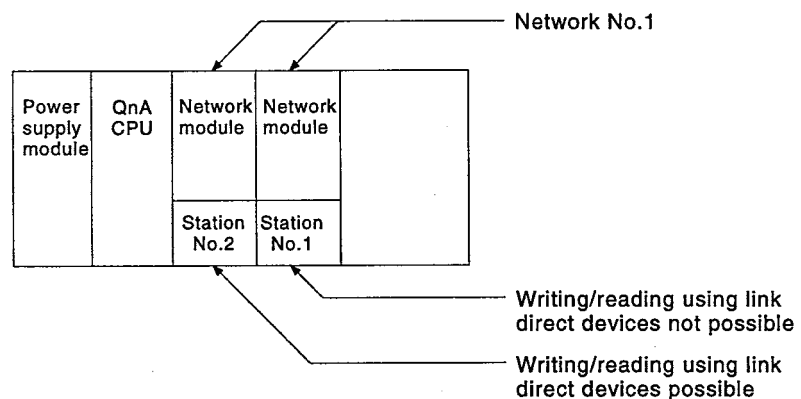 Network No.1
Power
supply
module
QnA
CPU
Network
module
Network
module
Station
No.2
Station
No.1
Writing/reading using link
direct devices not possible
Writing/reading using link
direct devices possible